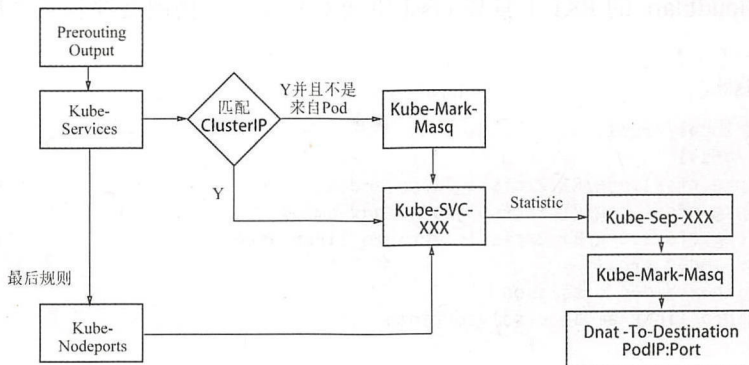 Prerouting
Output
Kube-
Services
匹配
ClusterIP
Y并且不是
来自Pod
Kube-Mark-
Masq
Y
Kube-SVC-
XXX
Statistic
Kube-Sep-XXX
Kube-Mark-Masq
Dnat -To-Destination
PodIP:Port
最后规则
Kube-
Nodeports